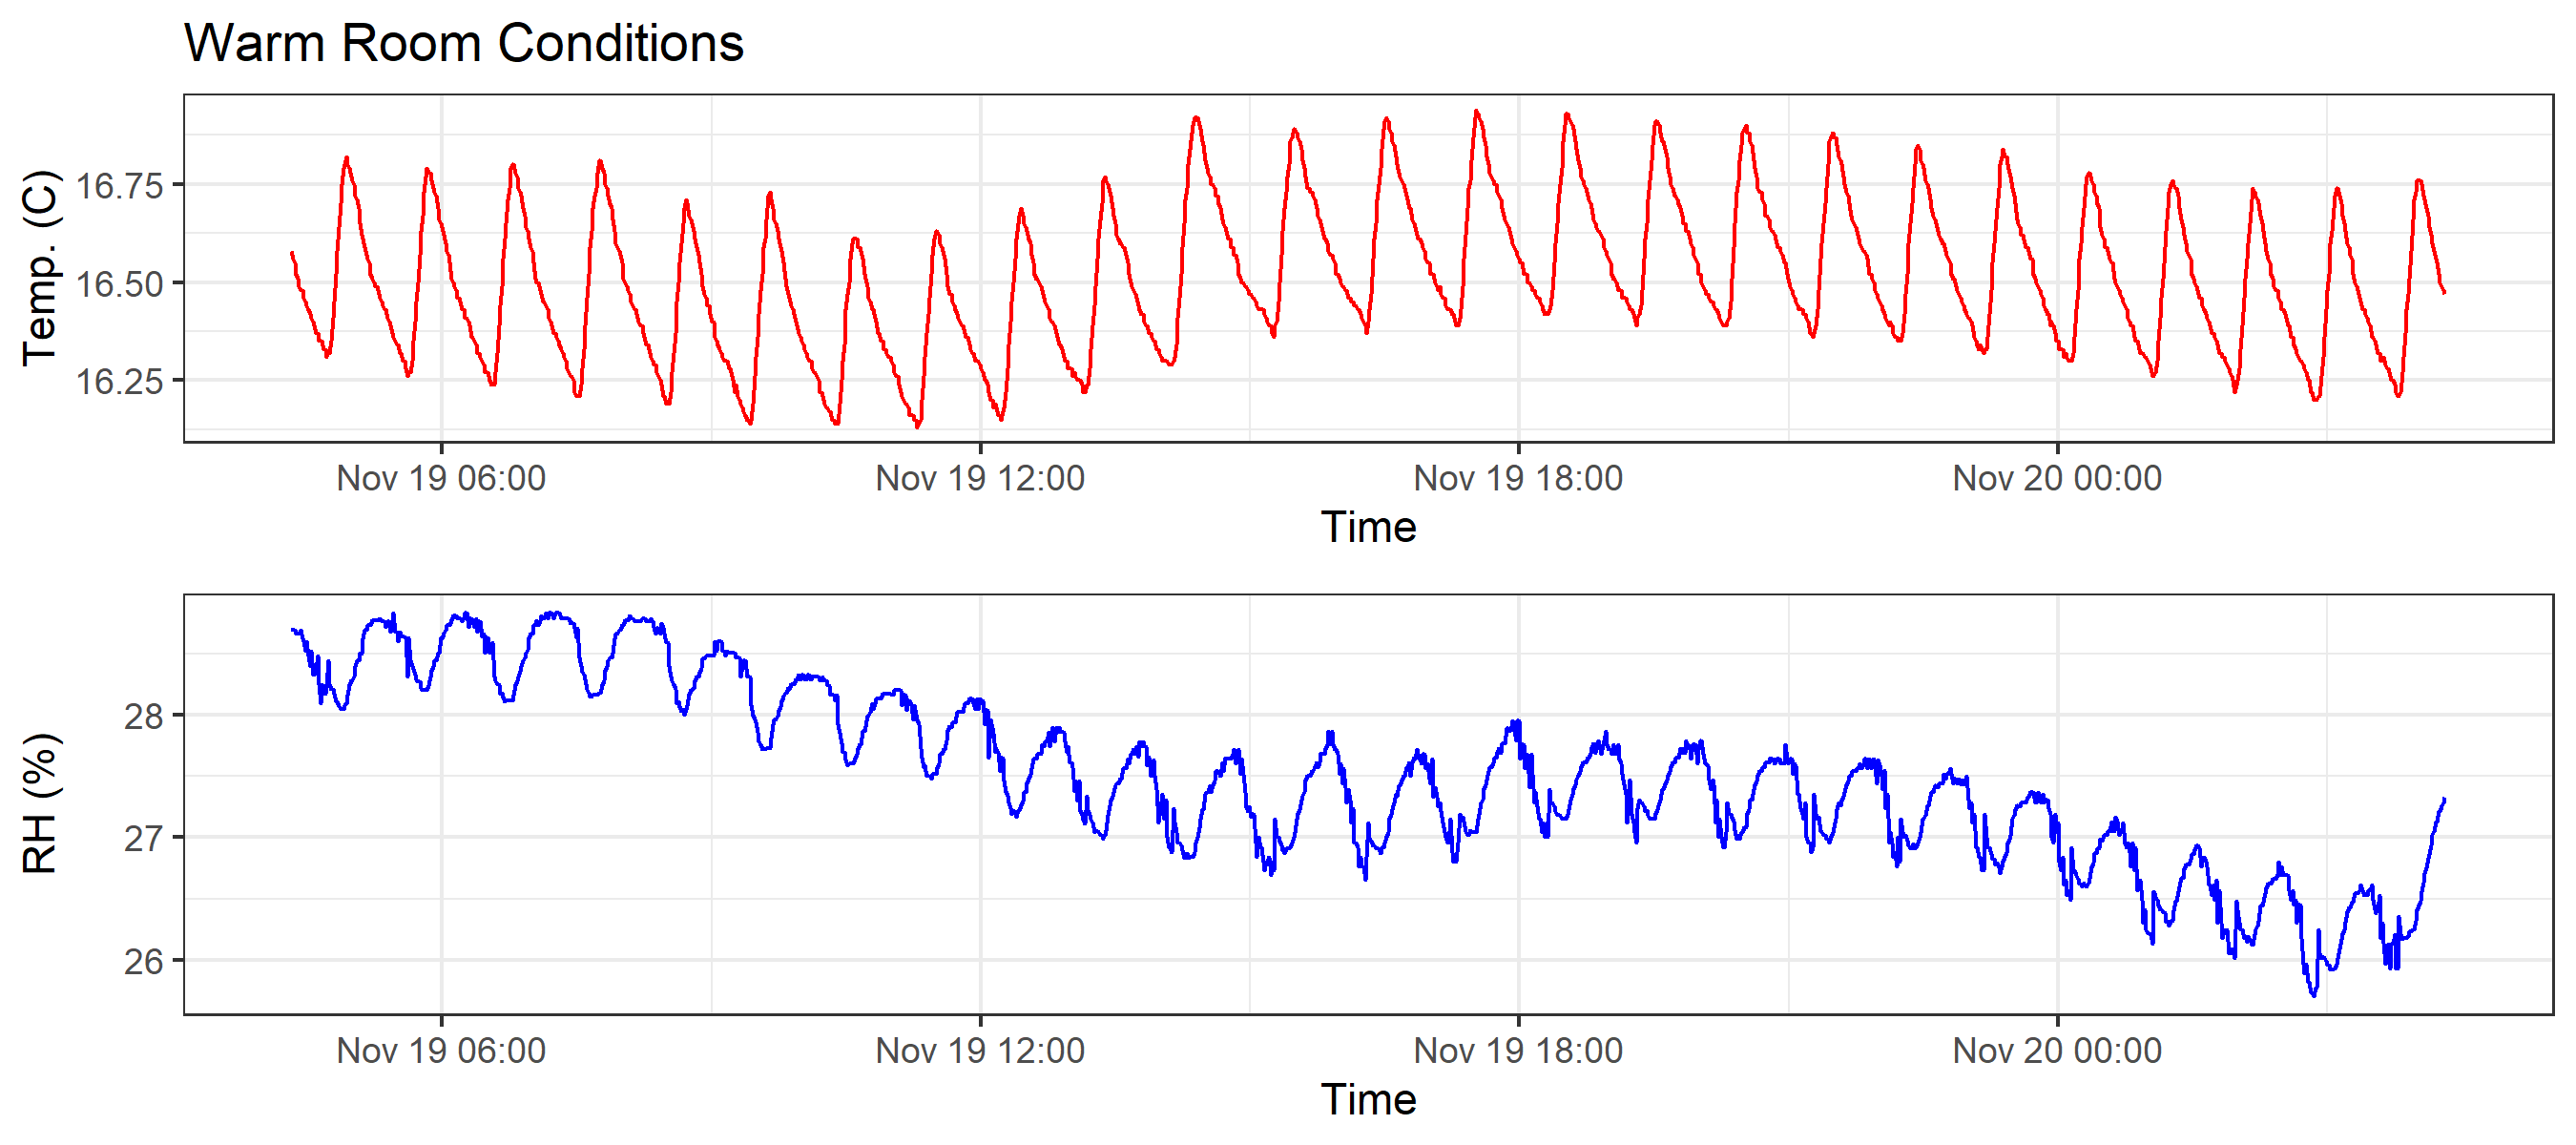 Warm Room Conditions
Temp. (C)
16.75
16.50
16.25
Nov 19 06:00 Nov 19 12:00 Nov 19 18:00 Nov 20 00:00
Time
RH (%)
28
27
26
Nov 19 06:00 Nov 19 12:00 Nov 19 18:00 Nov 20 00:00
Time